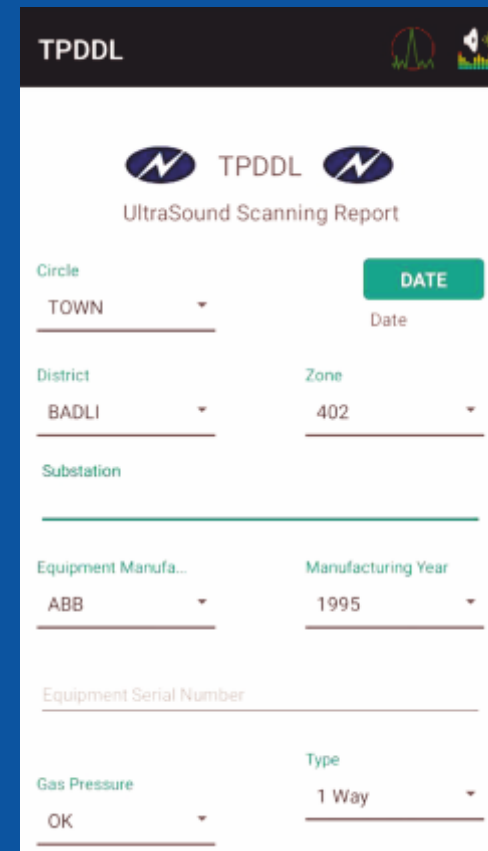 TPDDL
TPDDL
UltraSound Scanning Report
Circle
TOWN
DATE
Date
District
BADLI
Zone
402
Substation
Equipment Manufa...
ABB
Manufacturing Year
1995
Equipment Serial Number
Gas Pressure
OK
Type
1 Way